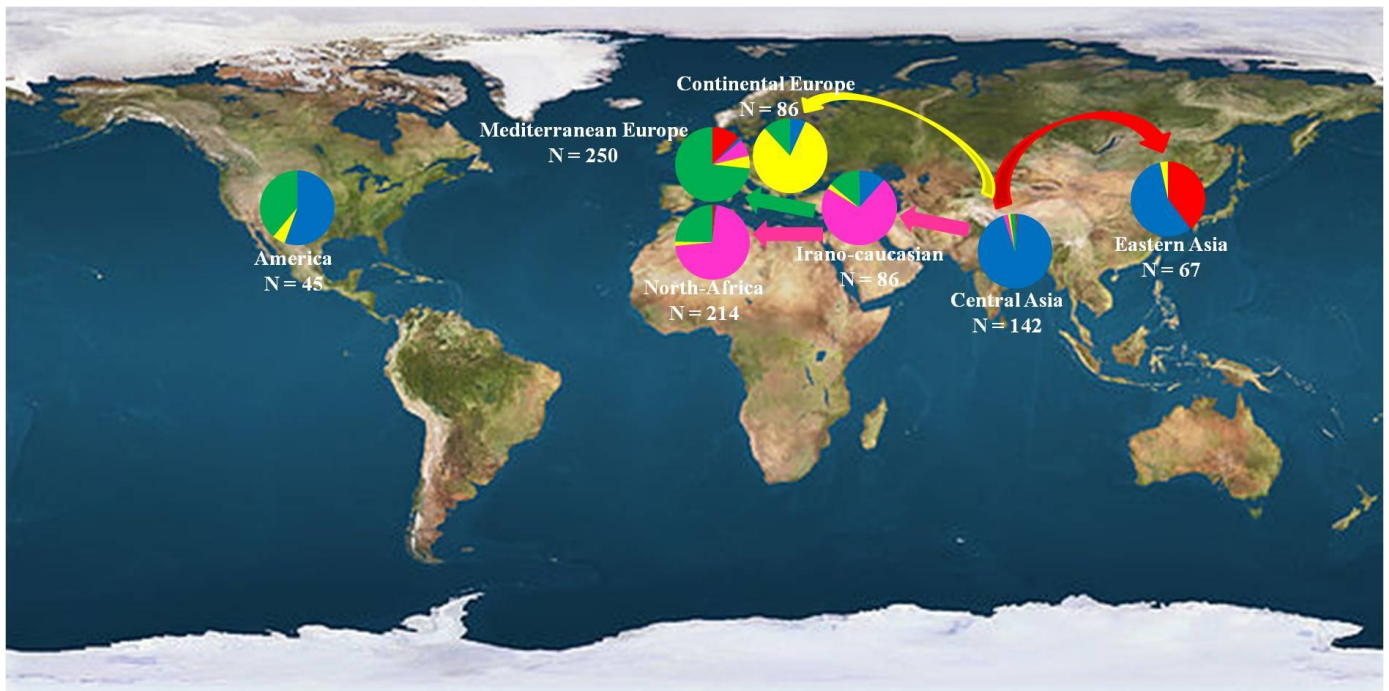 Continental Europe
N = 86
Mediterranean Europe
N = 250
America
N = 45
Irano-caucasian
N = 86
North-Africa
N = 214
Eastern Asia
N = 67
Central Asia
N = 142